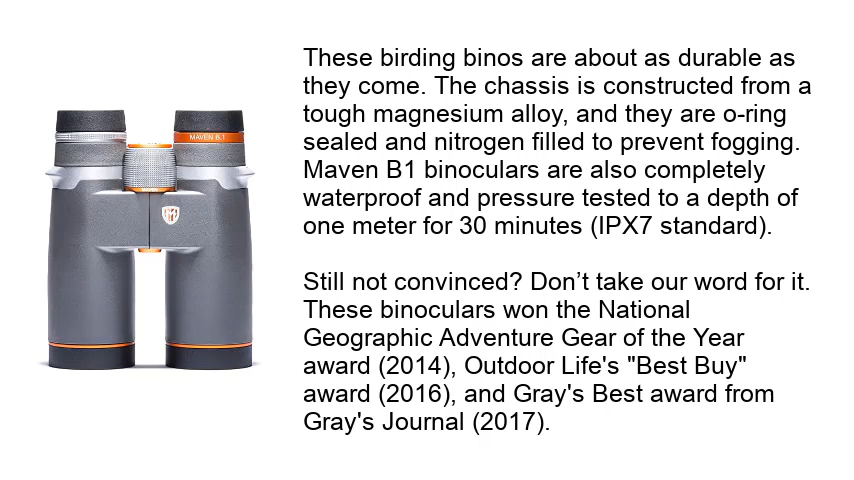 MAVEN B.1
These birding binos are about as durable as
they come. The chassis is constructed from a
tough magnesium alloy, and they are o-ring
sealed and nitrogen filled to prevent fogging.
Maven B1 binoculars are also completely
waterproof and pressure tested to a depth of
one meter for 30 minutes (IPX7 standard).
Still not convinced? Don’t take our word for it.
These binoculars won the National
Geographic Adventure Gear of the Year
award (2014), Outdoor Life's "Best Buy"
award (2016), and Gray's Best award from
Gray's Journal (2017).